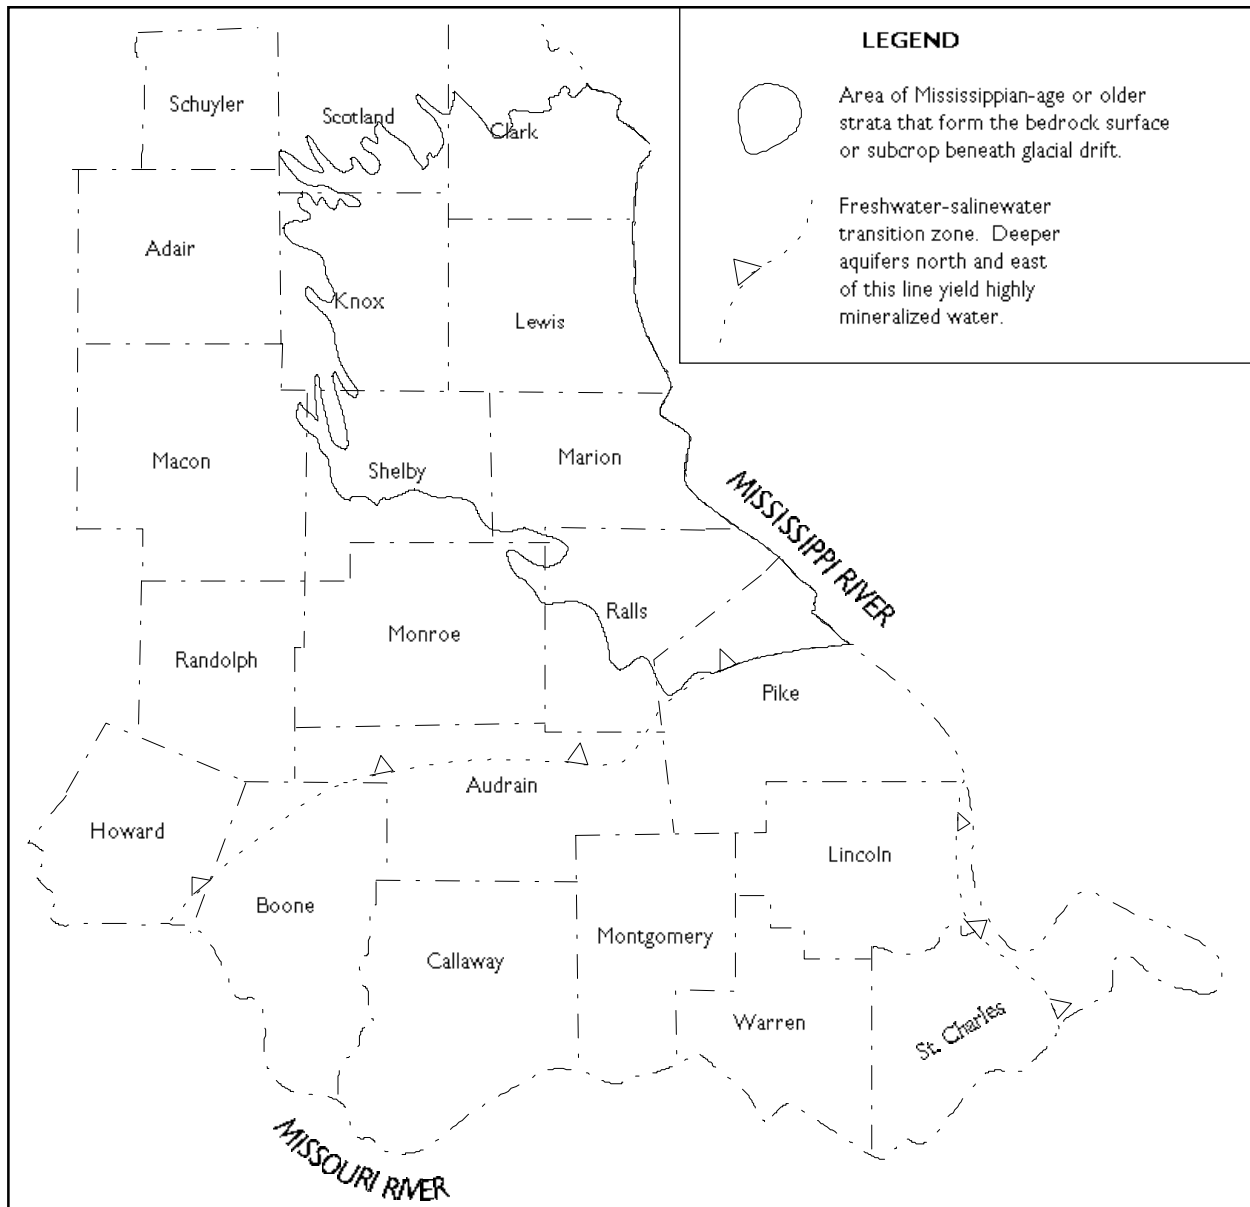 LEGEND
Area of Mississippian-age or older
strata that form the bedrock surface
or subcrop beneath glacial drift.
Freshwater-salinewater
transition zone. Deeper
aquifers north and east
of this line yield highly
mineralized water.
Schuyler
Scotland
Clark
Adair
Knox
Lewis
Macon
Shelby
Marion
MISSISSIPPI RIVER
Ralls
Monroe
Randolph
Pike
Audrain
Howard
Lincoln
Boone
Montgomery
Callaway
Warren
St. Charles
MISSOURI RIVER